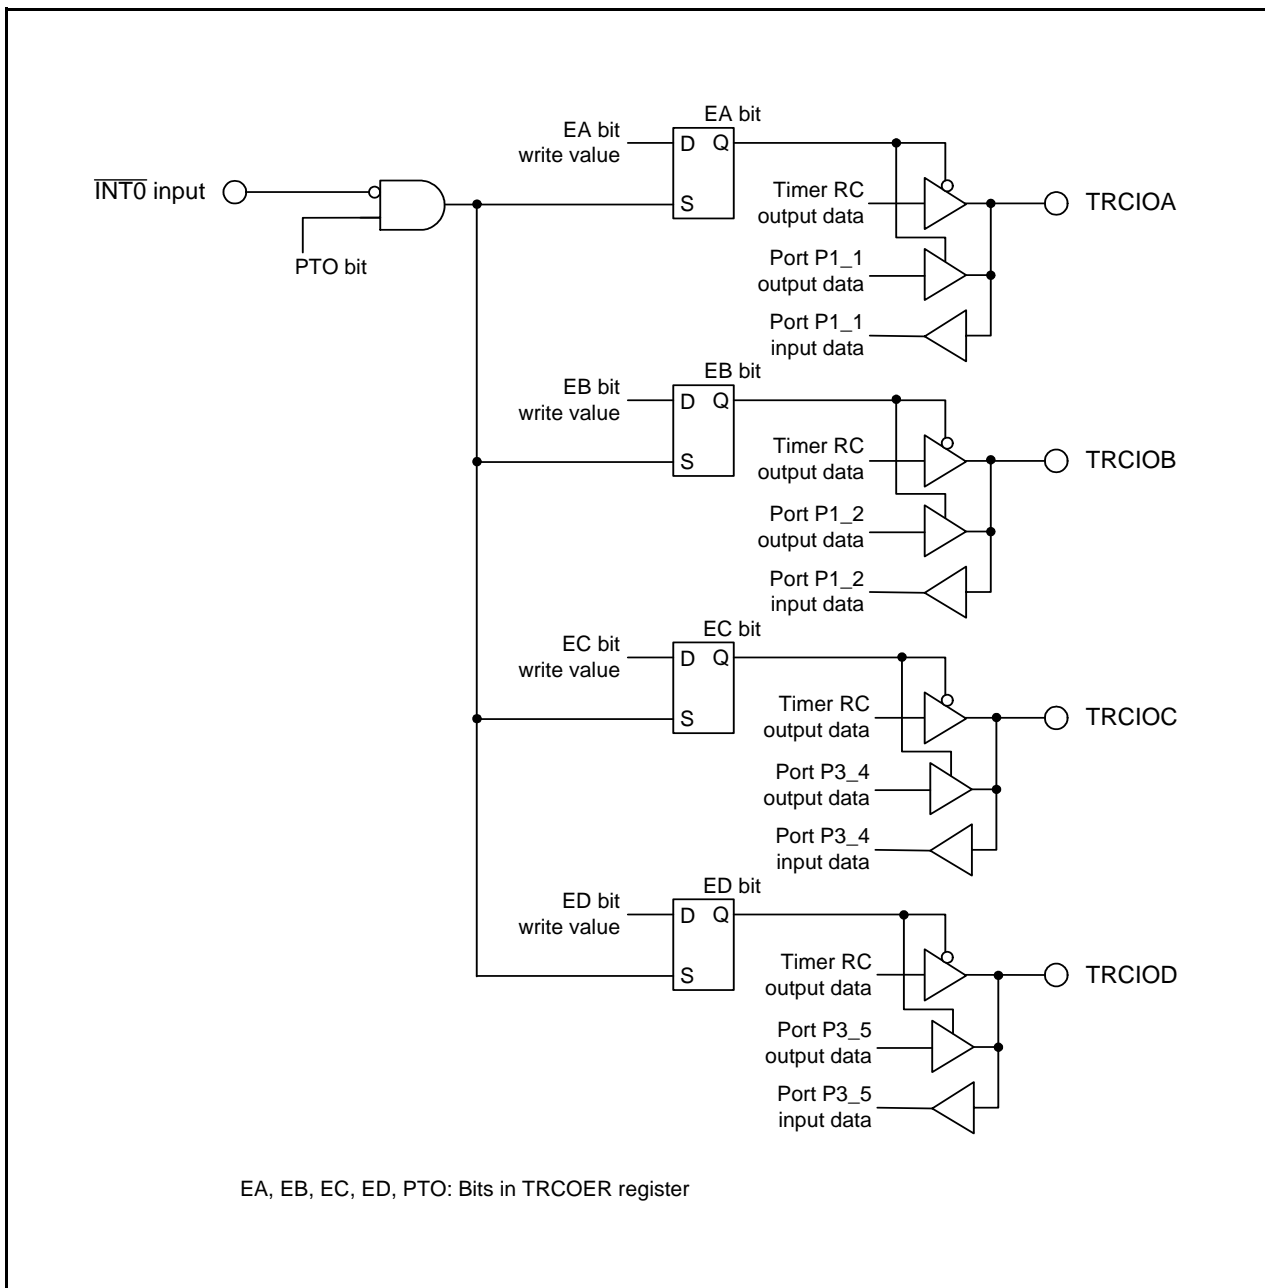 EA bit
EA bit
write value
D Q
S
INT0 input
PTO bit
Timer RC
output data
TRCIOA
Port P1_1
output data
Port P1_1
input data
EB bit
EB bit
write value
D Q
S
Timer RC
output data
TRCIOB
Port P1_2
output data
Port P1_2
input data
EC bit
EC bit
write value
D Q
S
Timer RC
output data
TRCIOC
Port P3_4
output data
Port P3_4
input data
ED bit
ED bit
write value
D Q
S
Timer RC
output data
TRCIOD
Port P3_5
output data
Port P3_5
input data
EA, EB, EC, ED, PTO: Bits in TRCOER register